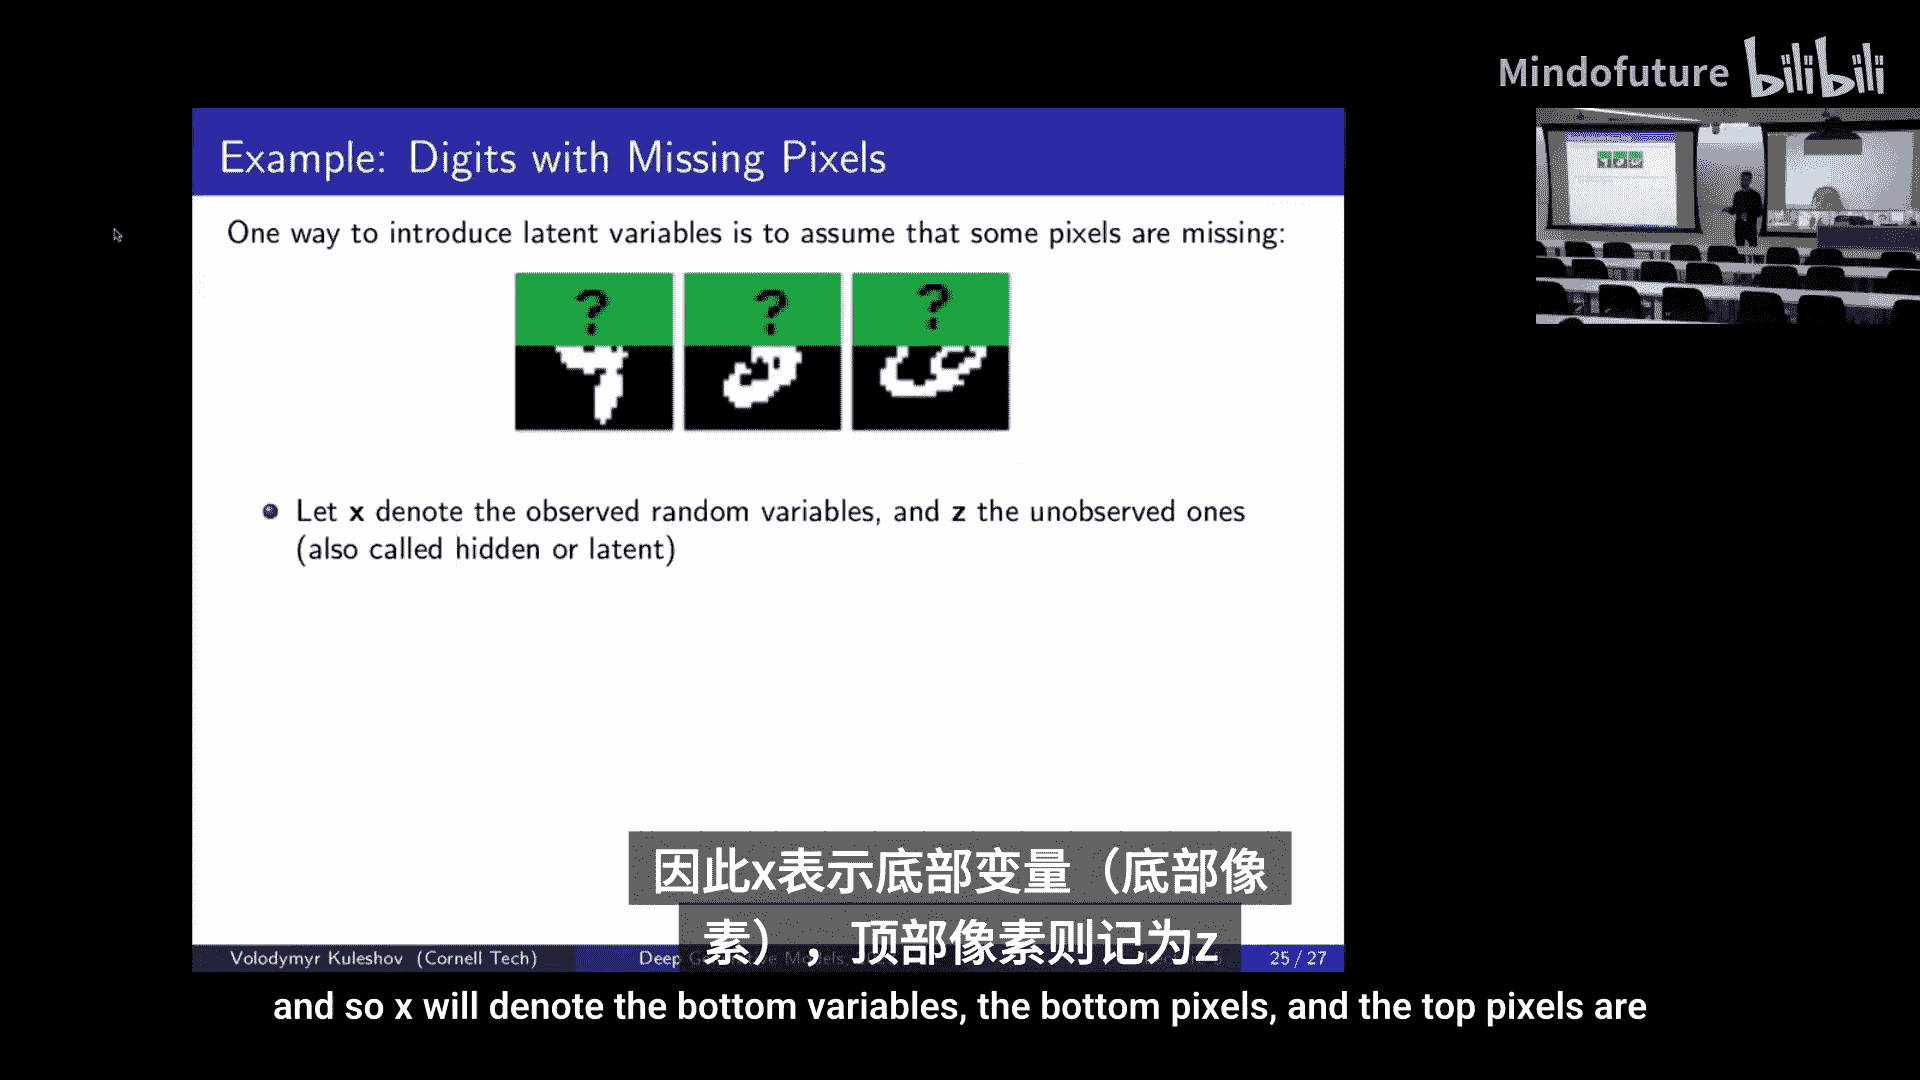 Mindofuture bilibili
Example: Digits with Missing Pixels
One way to introduce latent variables is to assume that some pixels are missing:
? ? ?
Let x denote the observed random variables, and z the unobserved ones
(also called hidden or latent)
因此x表示底部变量（底部像
素），顶部像素则记为z
Volodymyr Kuleshov (Cornell Tech) Deep Models 25 / 27
and so x will denote the bottom variables, the bottom pixels, and the top pixels are